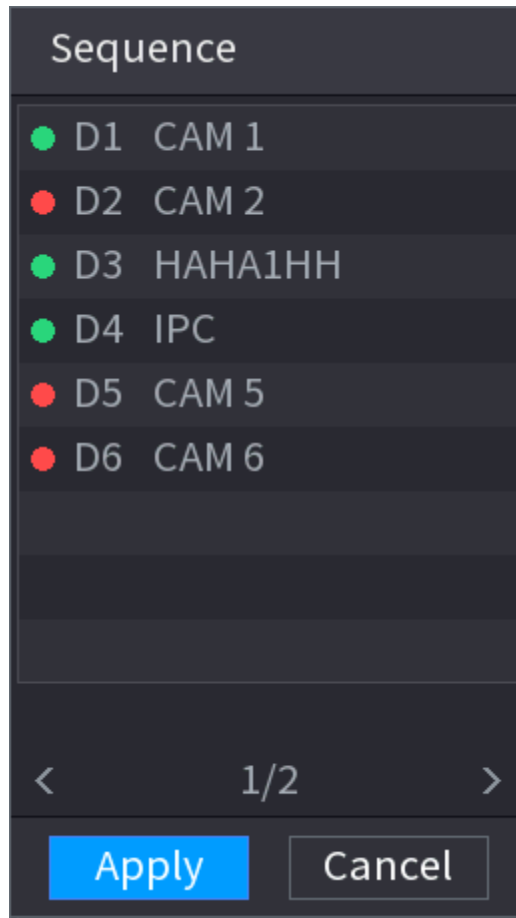 Sequence
D1 CAM 1
D2 CAM 2
D3 HAHA1HH
D4 IPC
D5 CAM 5
D6 CAM 6
< 1/2 >
Apply Cancel